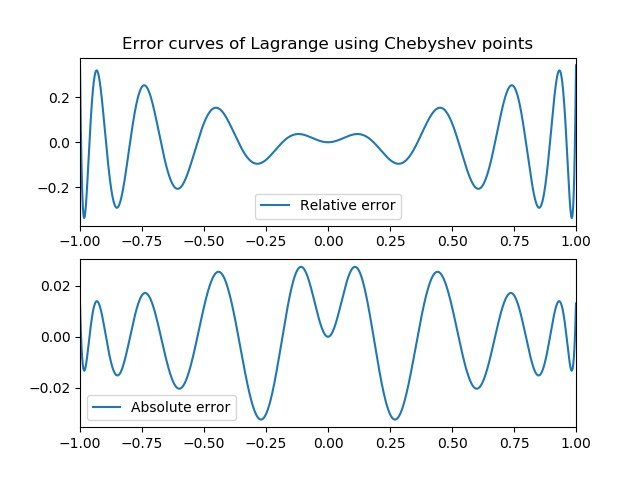 Error curves of Lagrange using Chebyshev points
0.2
0.0
−0.2
Relative error
−1.00 −0.75 −0.50 −0.25 0.00 0.25 0.50 0.75 1.00
0.02
0.00
−0.02
Absolute error
−1.00 −0.75 −0.50 −0.25 0.00 0.25 0.50 0.75 1.00